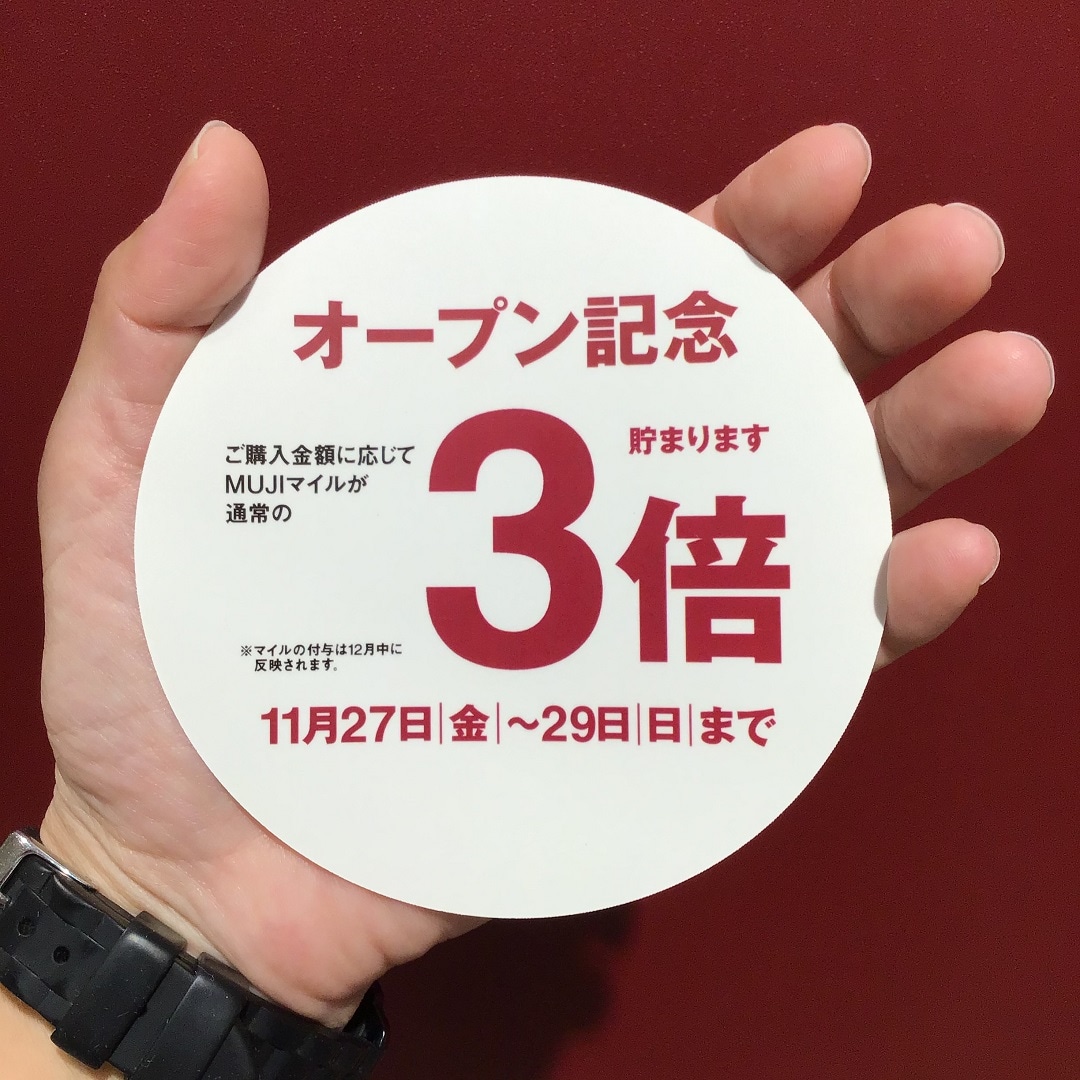 オープン記念
ご購入金額に応じて
MUJIマイルが
通常の
3倍
貯まります
※マイルの付与は12月中に
反映されます。
11月27日|金|〜29日|日|まで